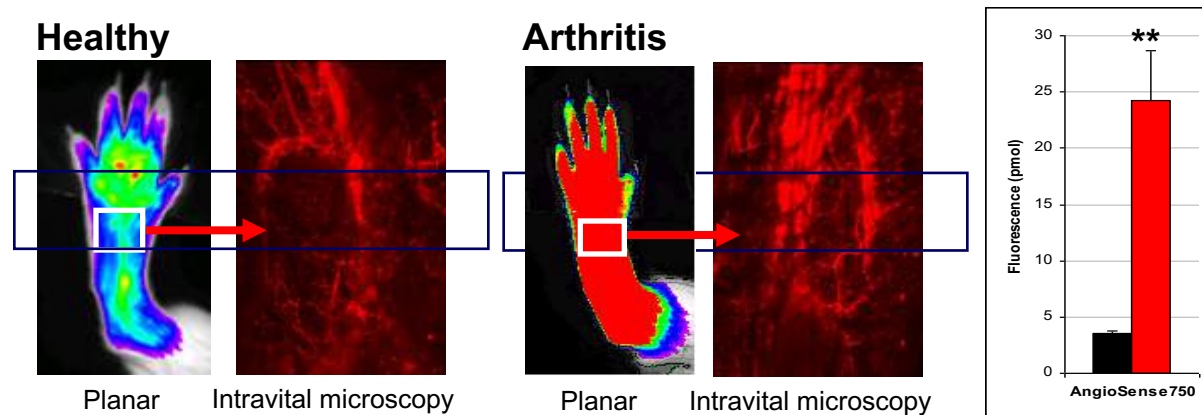 Healthy
Planar
Intravital microscopy
Arthritis
Planar
Intravital microscopy
**
Fluorescence (pmol)
30
25
20
15
10
5
0
AngioSense750